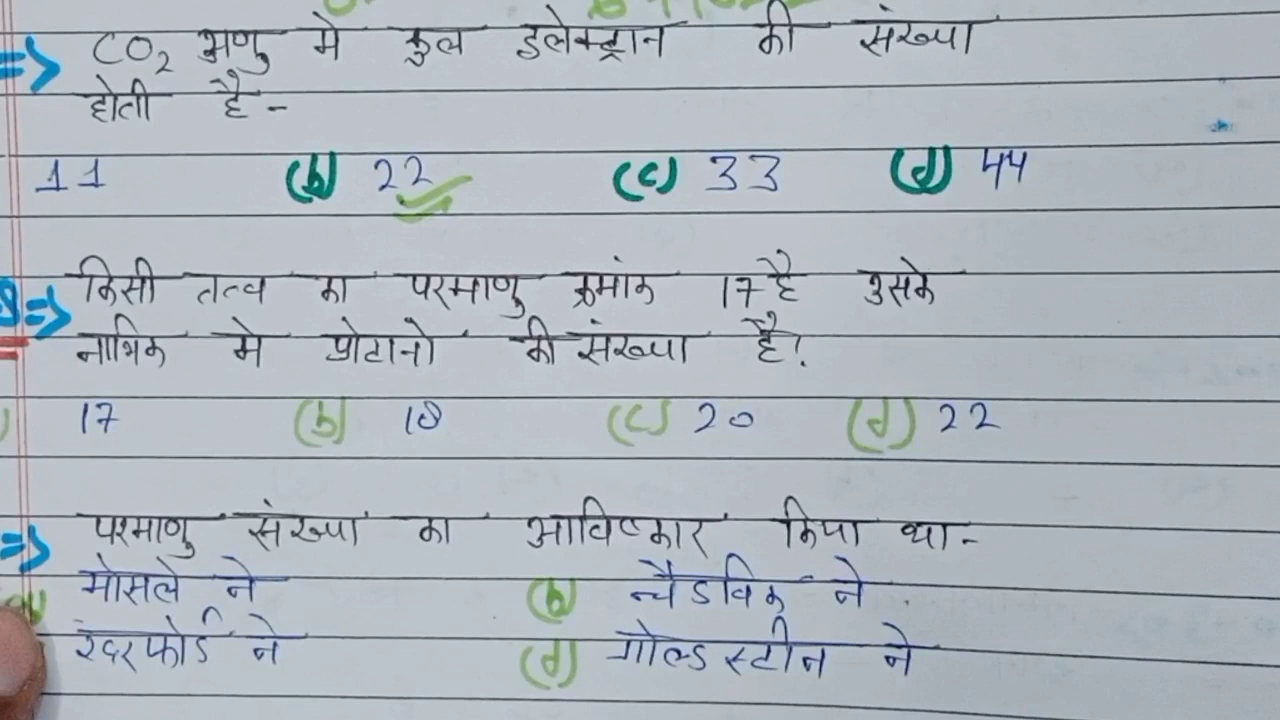 => CO2 अणु मे कुल इलेक्ट्रान की संख्या
होती है -
11 (b) 22 (c) 33 (d) 44
=> किसी तत्व का परमाणु क्रमांक 17 है उसके
नाभिक मे प्रोटानो की संख्या है?
17 (b) 18 (c) 20 (d) 22
=> परमाणु संख्या का आविष्कार किया था -
मोसले ने (b) चैडविक ने
रदरफोर्ड ने (d) गोल्डस्टीन ने